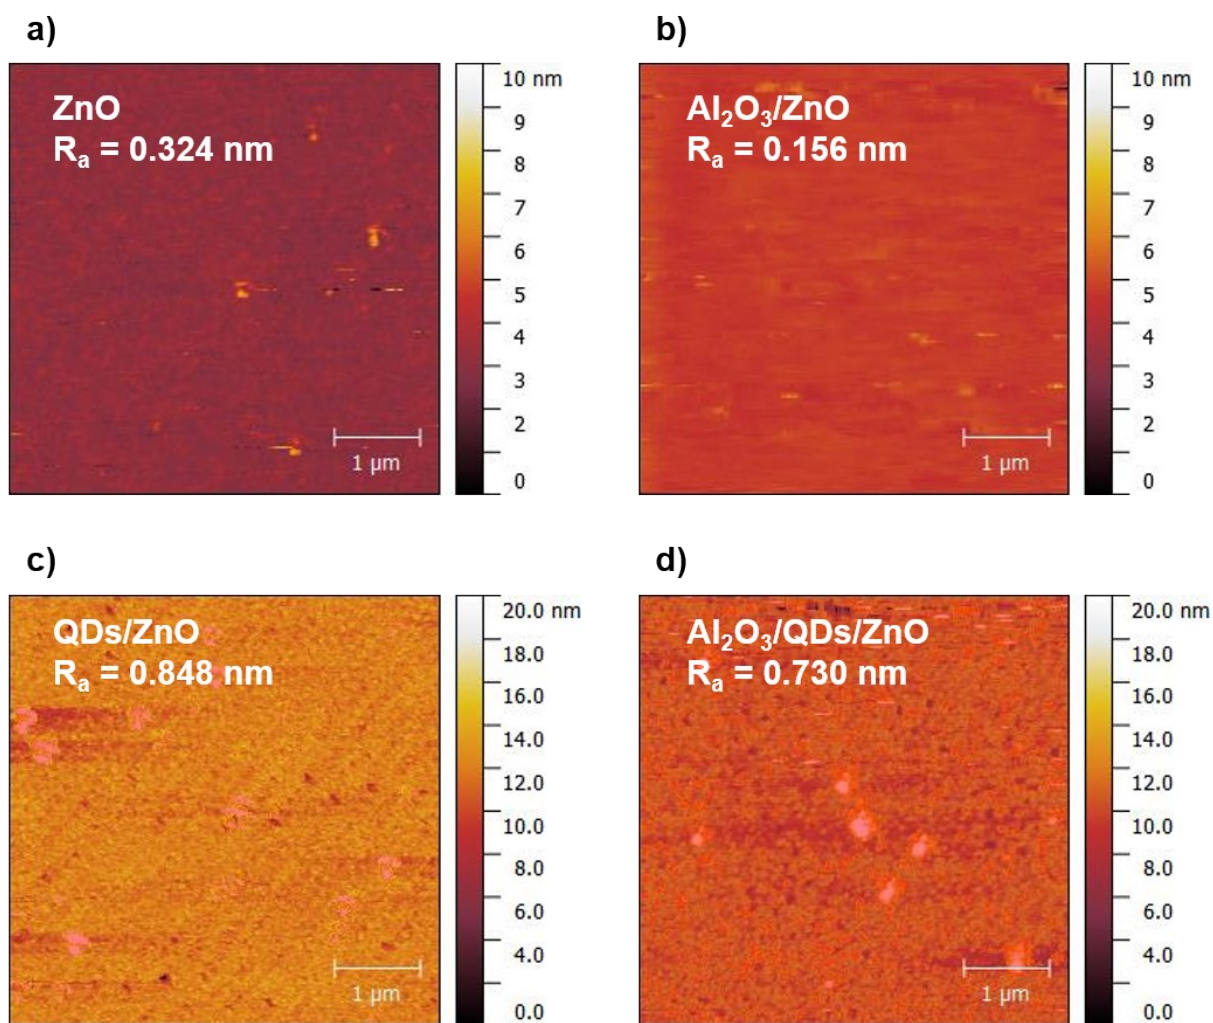 a)
ZnO
Rₐ = 0.324 nm
1 µm
10 nm
9
8
7
6
5
4
3
2
0
b)
Al₂O₃/ZnO
Rₐ = 0.156 nm
1 µm
10 nm
9
8
7
6
5
4
3
2
0
c)
QDs/ZnO
Rₐ = 0.848 nm
1 µm
20.0 nm
18.0
16.0
14.0
12.0
10.0
8.0
6.0
4.0
0.0
d)
Al₂O₃/QDs/ZnO
Rₐ = 0.730 nm
1 µm
20.0 nm
18.0
16.0
14.0
12.0
10.0
8.0
6.0
4.0
0.0